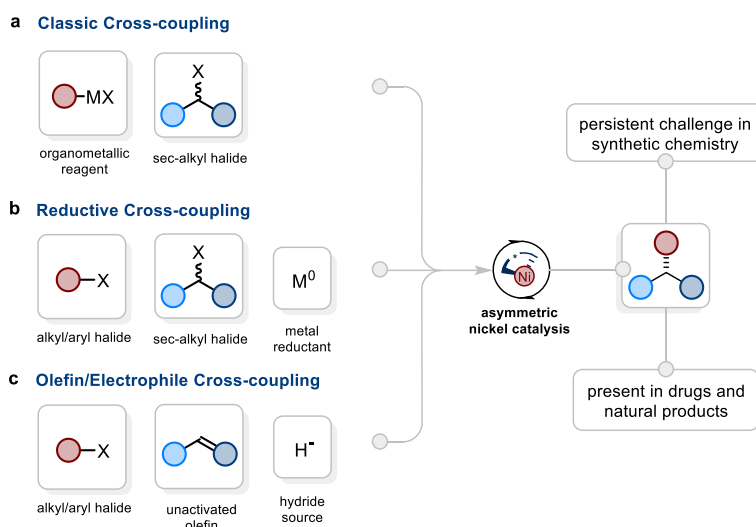 a Classic Cross-coupling
MX
X
organometallic
reagent
sec-alkyl halide
b Reductive Cross-coupling
X
X
M⁰
alkyl/aryl halide
sec-alkyl halide
metal
reductant
c Olefin/Electrophile Cross-coupling
X
H⁻
alkyl/aryl halide
unactivated
olefin
hydride
source
*
Ni
asymmetric
nickel catalysis
persistent challenge in
synthetic chemistry
present in drugs and
natural products